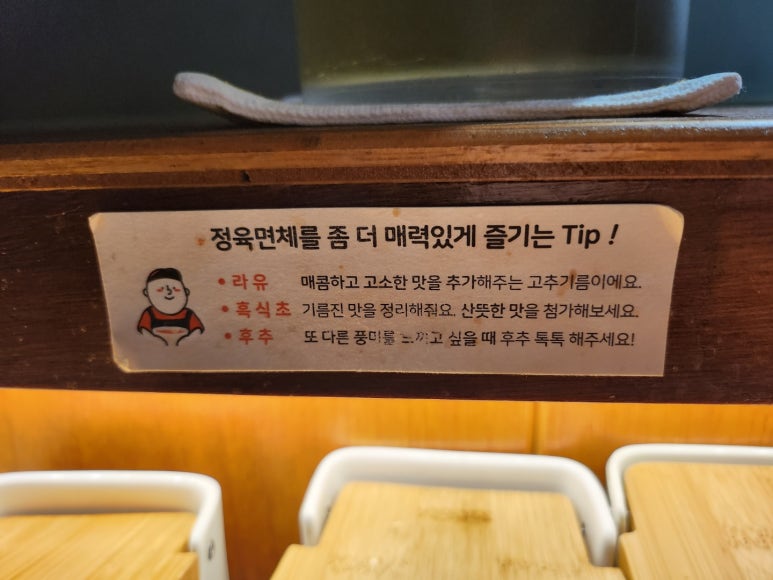 정육면체를 좀 더 매력있게 즐기는 Tip !
• 라유 매콤하고 고소한 맛을 추가해주는 고추기름이에요.
• 흑식초 기름진 맛을 정리해줘요. 산뜻한 맛을 첨가해보세요.
• 후추 또 다른 풍미를 느끼고 싶을 때 후추 톡톡 해주세요!